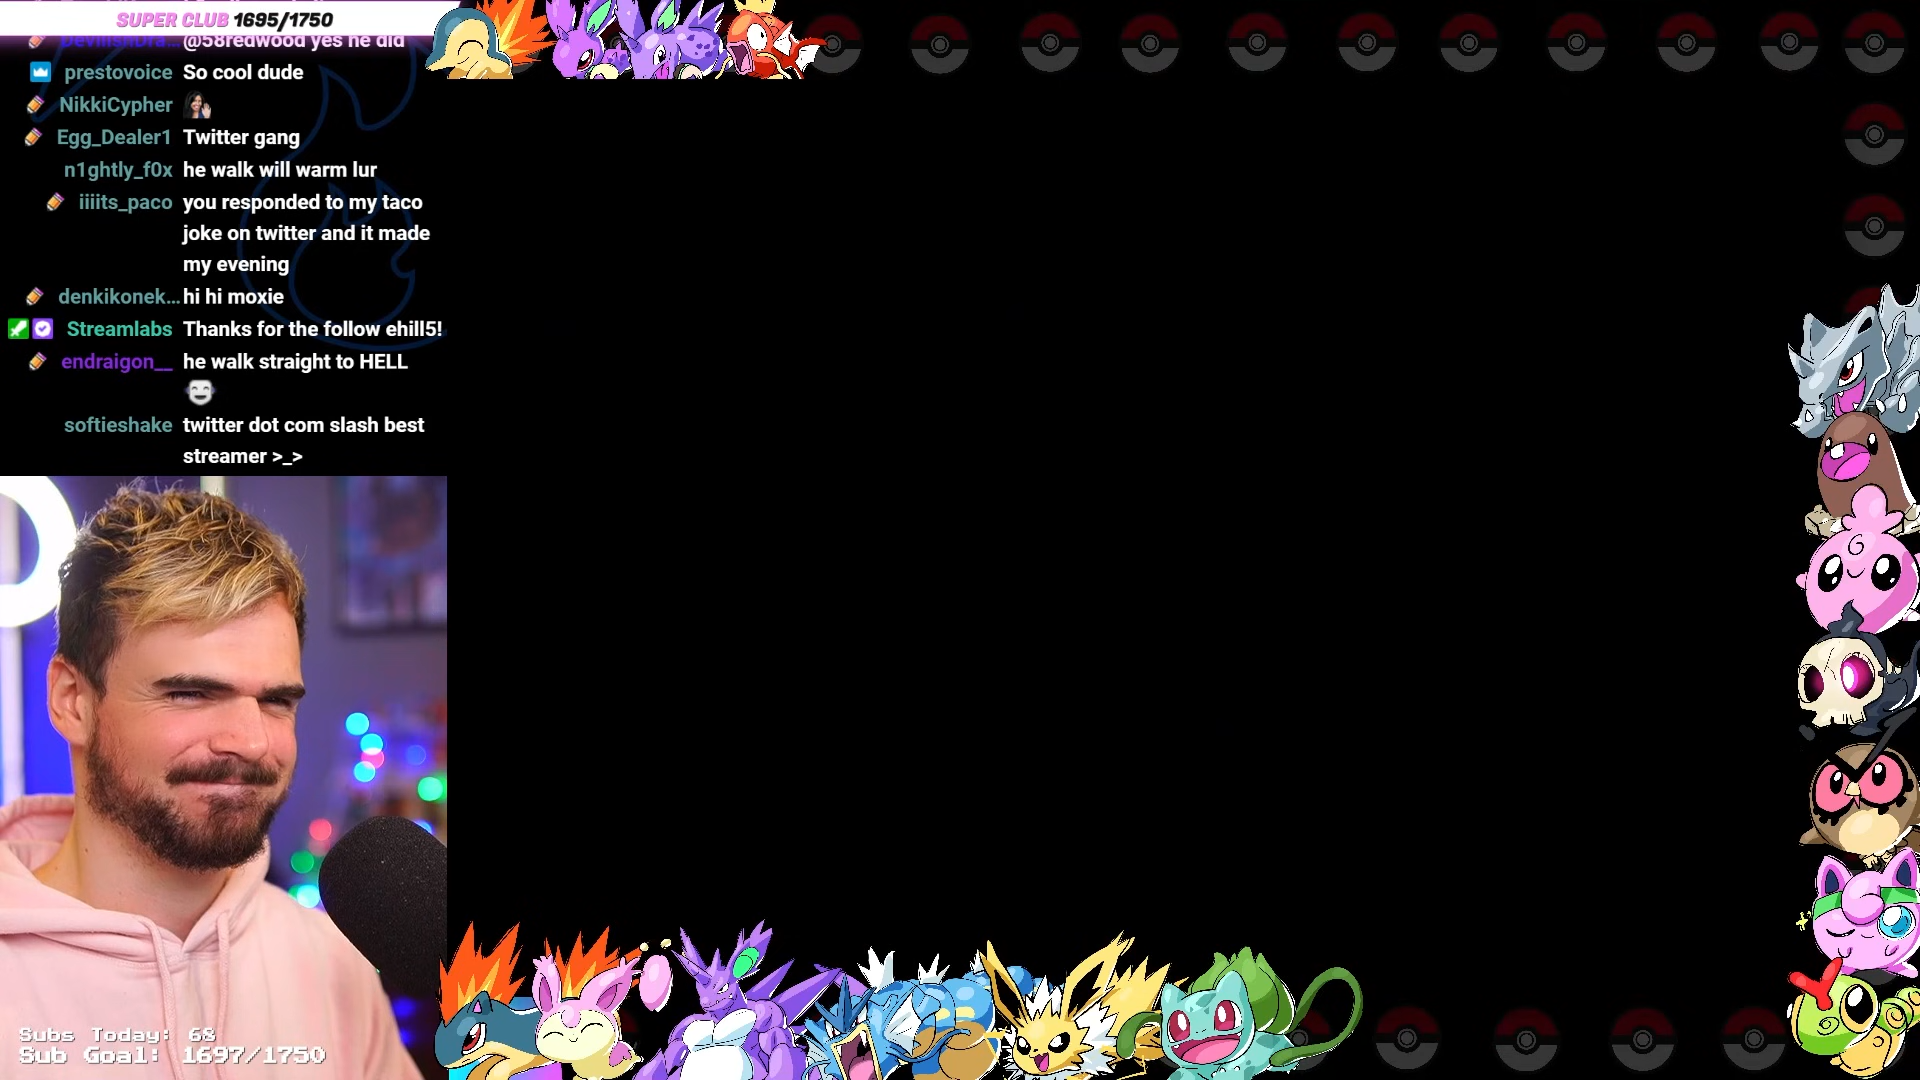 SUPER CLUB 1695/1750
@58redwood yes he did
prestovoice So cool dude
NikkiCypher
Egg_Dealer1 Twitter gang
n1ghtly_f0x he walk will warm lur
iiiits_paco you responded to my taco
joke on twitter and it made
my evening
denkikonek... hi hi moxie
Streamlabs Thanks for the follow ehill5!
endraigon__ he walk straight to HELL
softieshake twitter dot com slash best
streamer >_>
Subs Today: 68
Sub Goal: 1697/1750